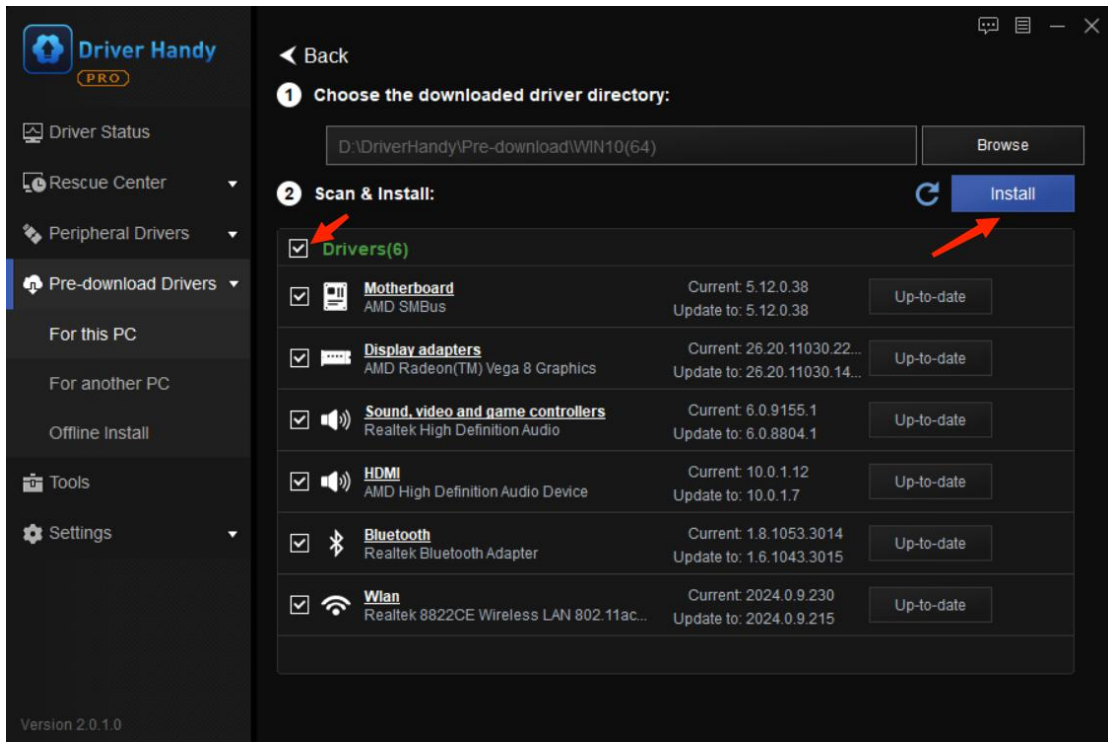 Driver Handy
PRO
Driver Status
Rescue Center
Peripheral Drivers
Pre-download Drivers
For this PC
For another PC
Offline Install
Tools
Settings
Version 2.0.1.0
Back
1 Choose the downloaded driver directory:
D:\DriverHandy\Pre-download\WIN10(64)
Browse
2 Scan & Install:
Install
Drivers(6)
Motherboard
AMD SMBus
Current: 5.12.0.38
Update to: 5.12.0.38
Up-to-date
Display adapters
AMD Radeon(TM) Vega 8 Graphics
Current: 26.20.11030.22...
Update to: 26.20.11030.14...
Up-to-date
Sound, video and game controllers
Realtek High Definition Audio
Current: 6.0.9155.1
Update to: 6.0.8804.1
Up-to-date
HDMI
AMD High Definition Audio Device
Current: 10.0.1.12
Update to: 10.0.1.7
Up-to-date
Bluetooth
Realtek Bluetooth Adapter
Current: 1.8.1053.3014
Update to: 1.6.1043.3015
Up-to-date
Wlan
Realtek 8822CE Wireless LAN 802.11ac...
Current: 2024.0.9.230
Update to: 2024.0.9.215
Up-to-date